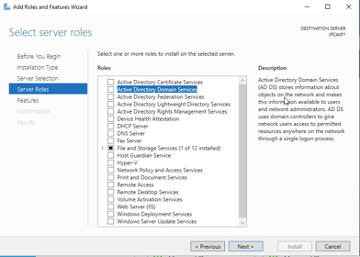 Add Roles and Features Wizard
Select server roles
DESTINATION SERVER
Before You Begin
Installation Type
Server Selection
Server Roles
Features
Confirmation
Results
Select one or more roles to install on the selected server.
Roles
Active Directory Certificate Services
Active Directory Domain Services
Active Directory Federation Services
Active Directory Lightweight Directory Services
Active Directory Rights Management Services
Device Health Attestation
DHCP Server
DNS Server
Fax Server
File and Storage Services (1 of 12 installed)
Host Guardian Service
Hyper-V
Network Policy and Access Services
Print and Document Services
Remote Access
Remote Desktop Services
Volume Activation Services
Web Server (IIS)
Windows Deployment Services
Windows Server Update Services
Description
Active Directory Domain Services
(AD DS) stores information about
objects on the network and makes
this information available to users
and network administrators. AD DS
uses domain controllers to give
network users access to permitted
resources anywhere on the network
through a single logon process.
< Previous
Next >
Install
Cancel